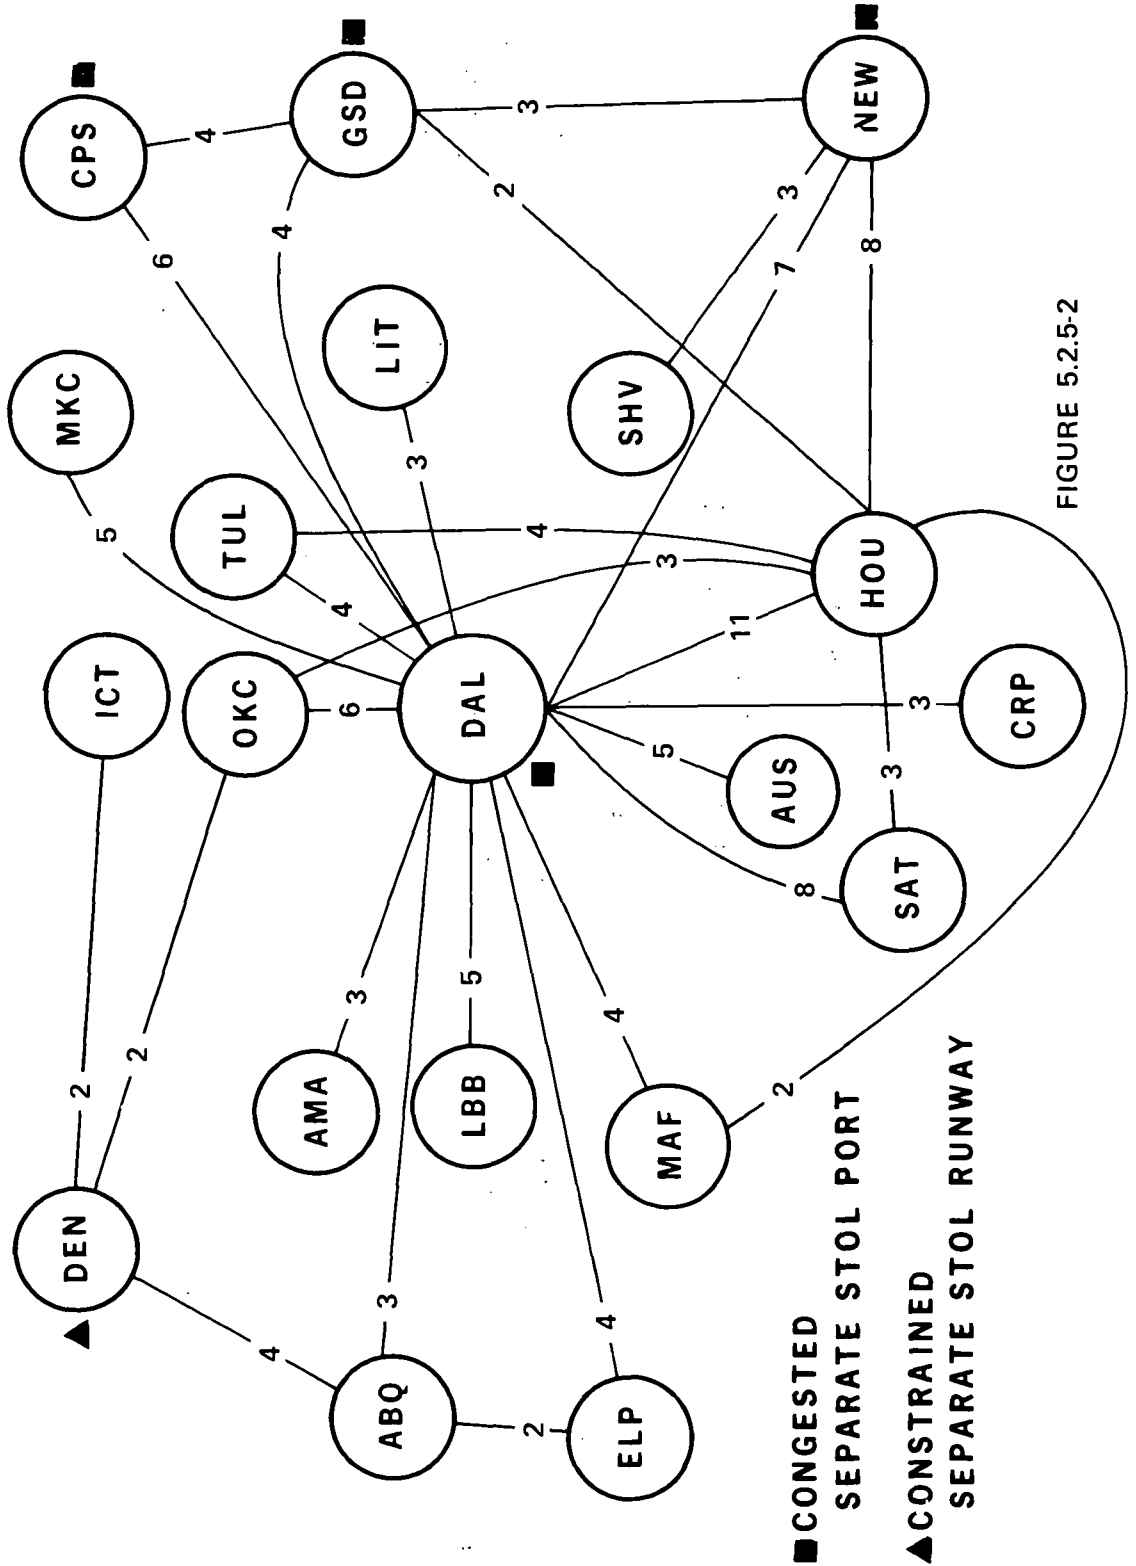 DEN
2
ICT
MKC
CPS
2
5
6
4
OKC
TUL
4
4
AMA
3
6
4
GSD
ABQ
3
LIT
3
LBB
5
DAL
2
3
2
4
ELP
4
4
SHV
MAF
5
3
11
2
AUS
7
3
8
HOU
8
NEW
SAT
3
3
CRP
CONGESTED
SEPARATE STOL PORT
CONSTRAINED
SEPARATE STOL RUNWAY
FIGURE 5.2.5-2